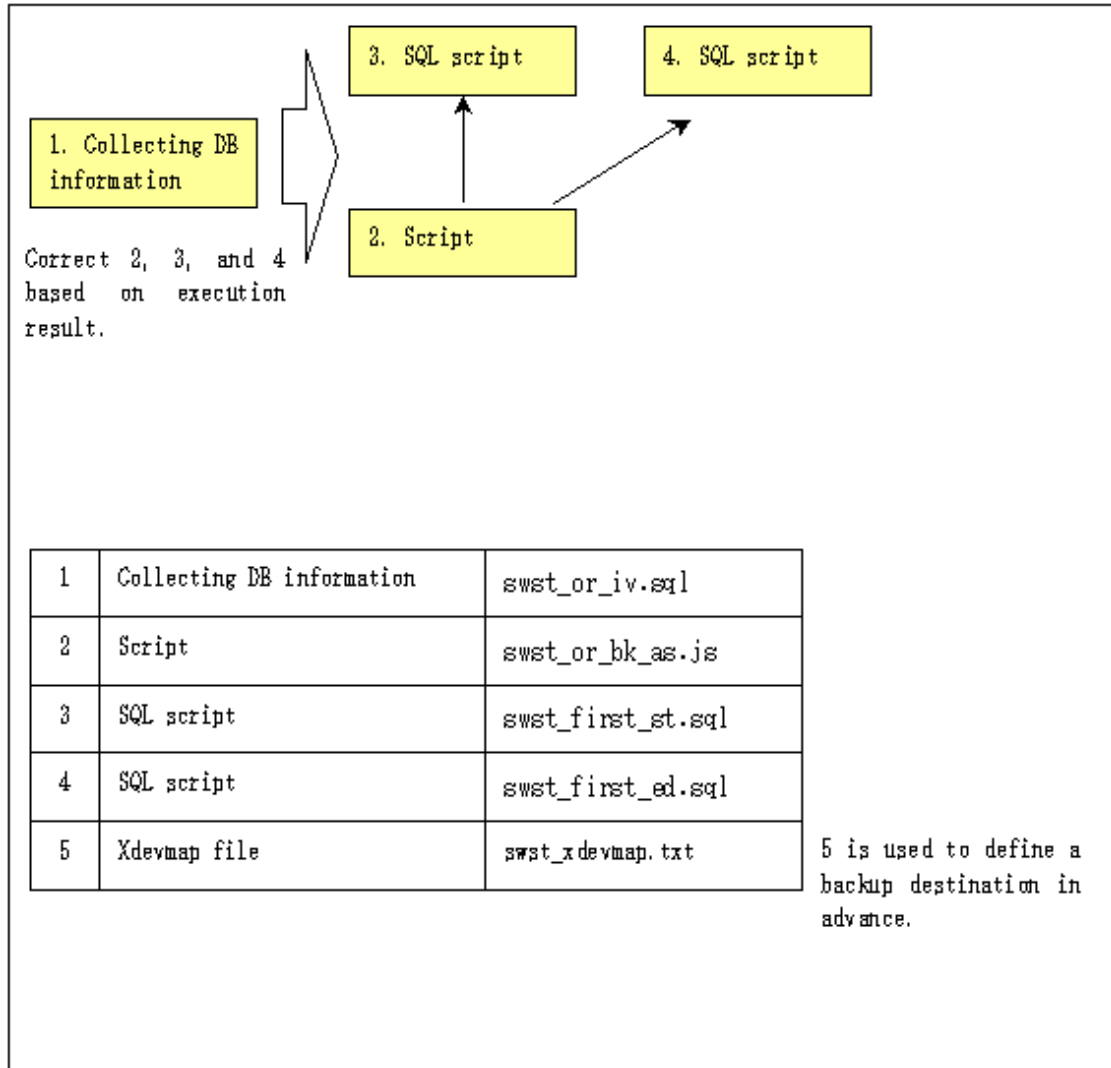 3. SQL script
4. SQL script
1. Collecting DB
information
2. Script
Correct 2, 3, and 4
based on execution
result.
1 Collecting DB information swst_or_iv.sql
2 Script swst_or_bk_as.js
3 SQL script swst_first_st.sql
4 SQL script swst_first_ed.sql
5 Xdevmap file swst_xdevmap.txt
5 is used to define a
backup destination in
advance.